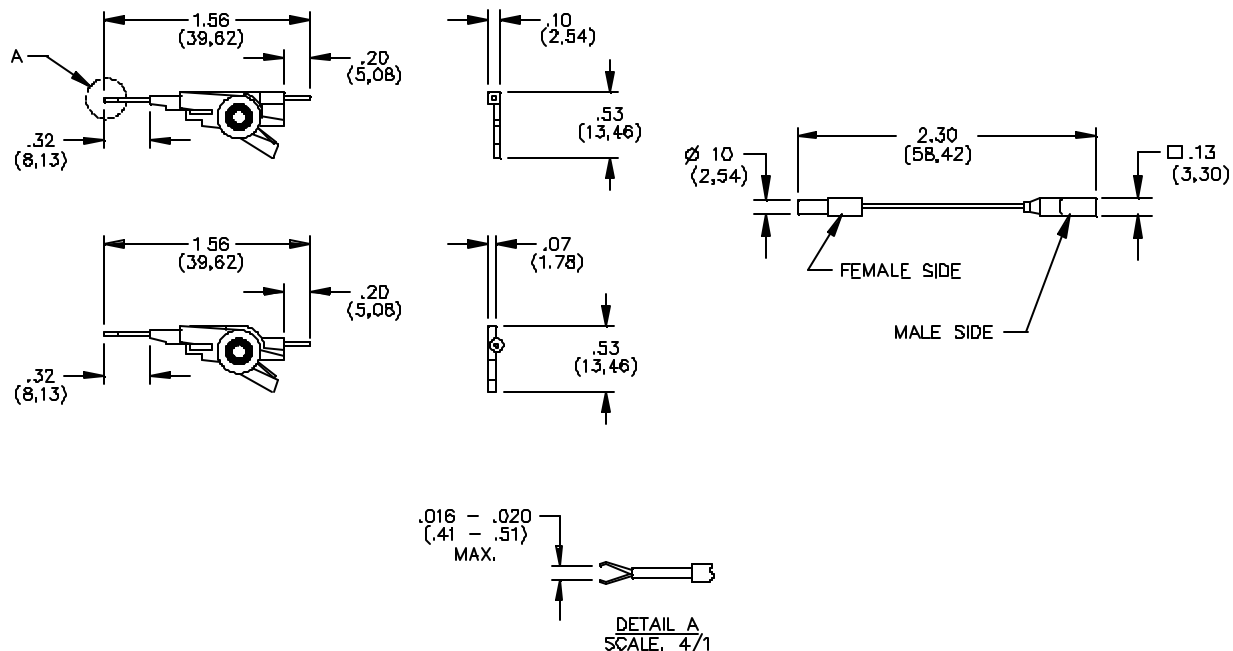 1.56
(39,62)
.20
(5,08)
A
.32
(8,13)
.10
(2,54)
.53
(13,46)
2.30
(58,42)
Ø .10
(2,54)
□ .13
(3,30)
FEMALE SIDE
MALE SIDE
1.56
(39,62)
.20
(5,08)
.32
(8,13)
.07
(1.78)
.53
(13,46)
.016 - .020
(.41 - .51)
MAX.
DETAIL A
SCALE. 4/1